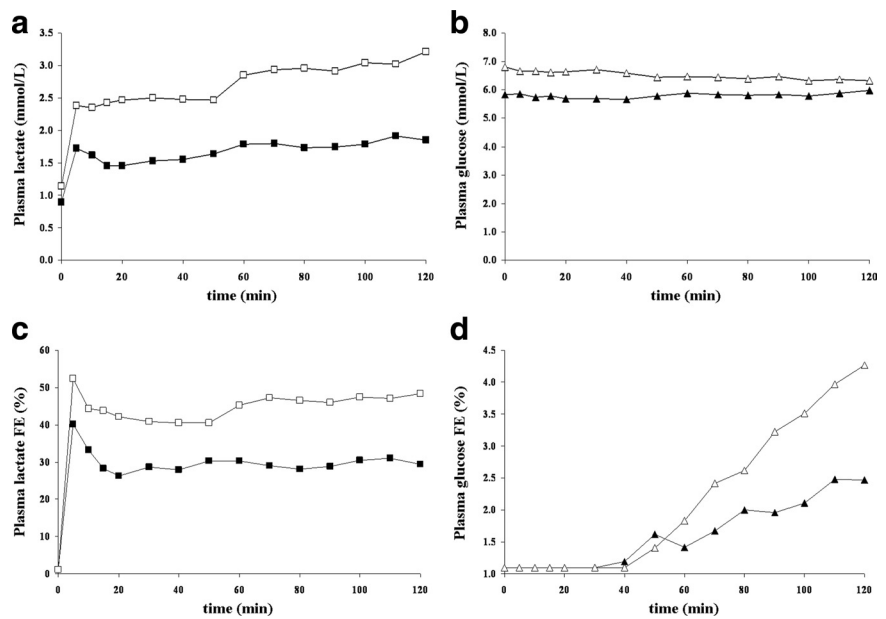 a
Plasma lactate (mmol/L)
3.5
3.0
2.5
2.0
1.5
1.0
0.5
0.0
0 20 40 60 80 100 120
time (min)
b
Plasma glucose (mmol/L)
8.0
7.0
6.0
5.0
4.0
3.0
2.0
1.0
0.0
0 20 40 60 80 100 120
time (min)
c
Plasma lactate FE (%)
60
50
40
30
20
10
0
0 20 40 60 80 100 120
time (min)
d
Plasma glucose FE (%)
4.5
4.0
3.5
3.0
2.5
2.0
1.5
1.0
0 20 40 60 80 100 120
time (min)